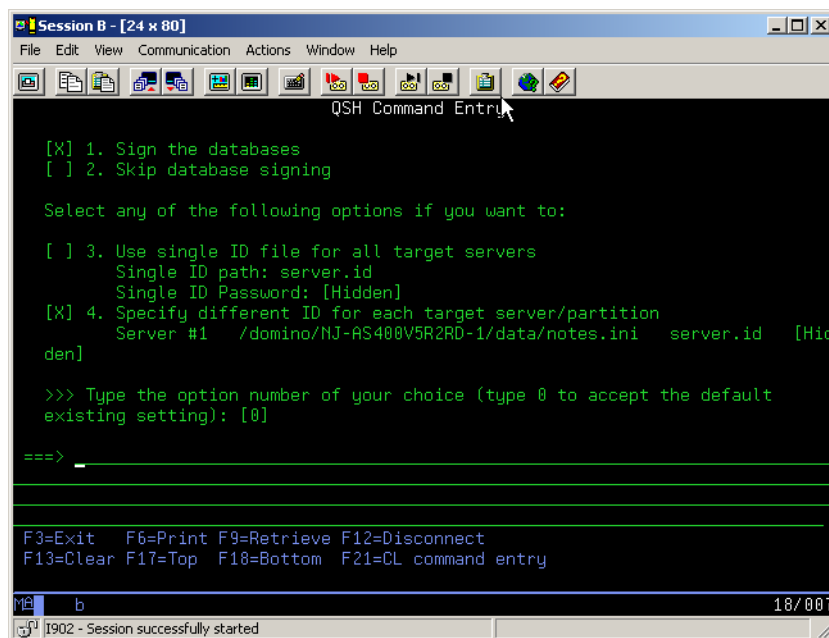 Session B - [24 x 80]
File Edit View Communication Actions Window Help
QSH Command Entry
[X] 1. Sign the databases
[ ] 2. Skip database signing
Select any of the following options if you want to:
[ ] 3. Use single ID file for all target servers
Single ID path: server.id
Single ID Password: [Hidden]
[X] 4. Specify different ID for each target server/partition
Server #1 /domino/NJ-AS400V5R2RD-1/data/notes.ini server.id [Hid
den]
>>> Type the option number of your choice (type 0 to accept the default
existing setting): [0]
===>
F3=Exit F6=Print F9=Retrieve F12=Disconnect
F13=Clear F17=Top F18=Bottom F21=CL command entry
MA b 18/007
I902 - Session successfully started